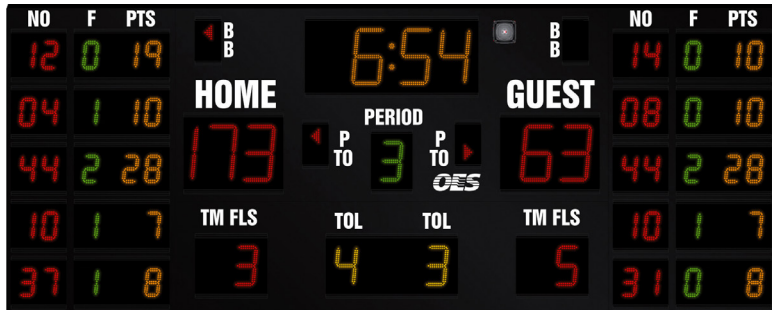 NO F PTS B B 6:54 B B NO F PTS
12 0 19 14 0 10
HOME GUEST
04 1 10 173 PERIOD 63 08 0 10
P TO 3 P TO
44 2 28 OES 44 2 28
TM FLS TOL TOL TM FLS
10 1 7 10 1 7
3 4 3 5
37 1 8 31 0 8